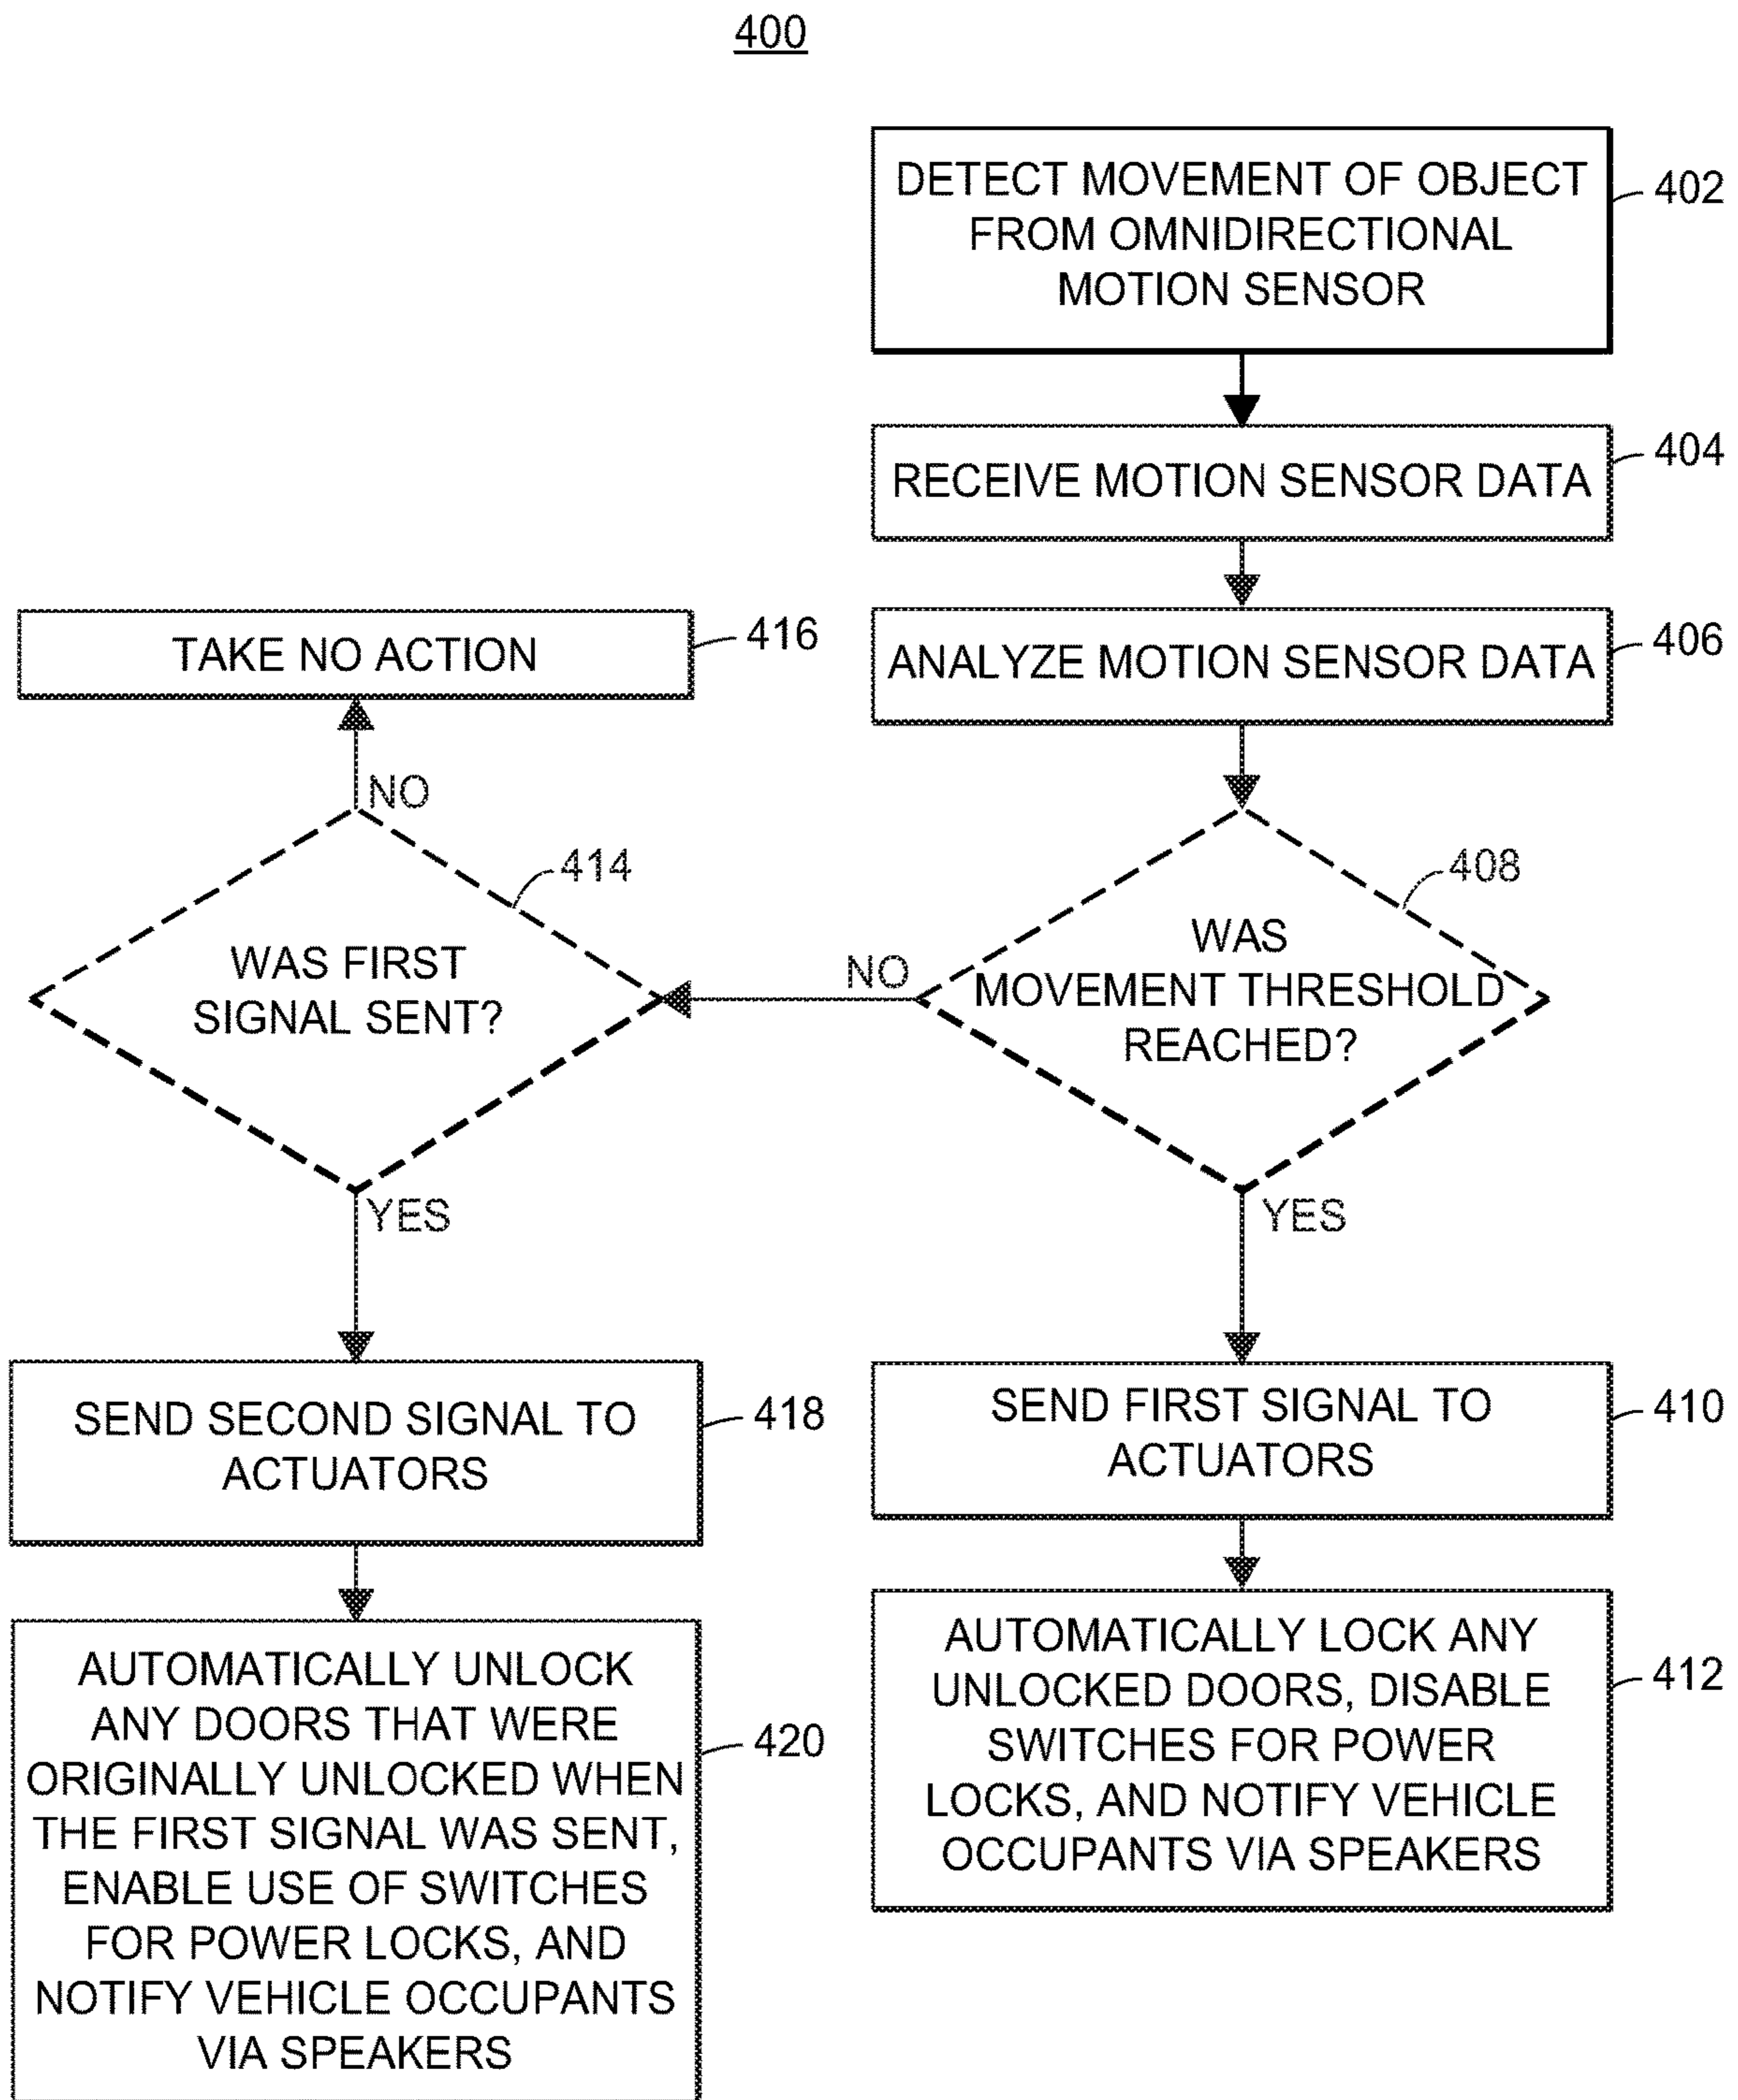 400
DETECT MOVEMENT OF OBJECT
FROM OMNIDIRECTIONAL
MOTION SENSOR
402
RECEIVE MOTION SENSOR DATA
404
ANALYZE MOTION SENSOR DATA
406
WAS
MOVEMENT THRESHOLD
REACHED?
408
NO
YES
SEND FIRST SIGNAL TO
ACTUATORS
410
AUTOMATICALLY LOCK ANY
UNLOCKED DOORS, DISABLE
SWITCHES FOR POWER
LOCKS, AND NOTIFY VEHICLE
OCCUPANTS VIA SPEAKERS
412
WAS FIRST
SIGNAL SENT?
414
NO
TAKE NO ACTION
416
YES
SEND SECOND SIGNAL TO
ACTUATORS
418
AUTOMATICALLY UNLOCK
ANY DOORS THAT WERE
ORIGINALLY UNLOCKED WHEN
THE FIRST SIGNAL WAS SENT,
ENABLE USE OF SWITCHES
FOR POWER LOCKS, AND
NOTIFY VEHICLE OCCUPANTS
VIA SPEAKERS
420